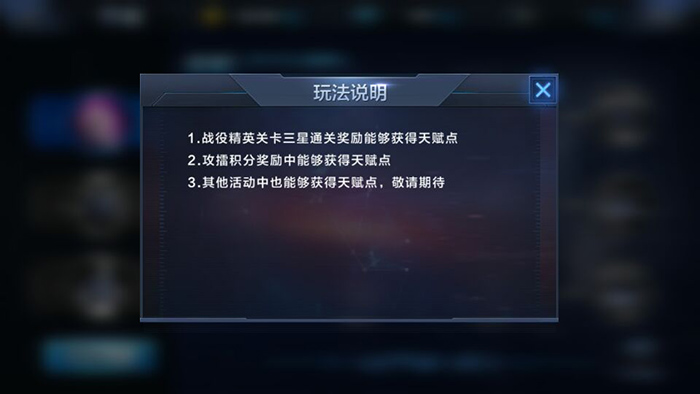 玩法说明
1.战役精英关卡三星通关奖励能够获得天赋点
2.攻擂积分奖励中能够获得天赋点
3.其他活动中也能够获得天赋点，敬请期待